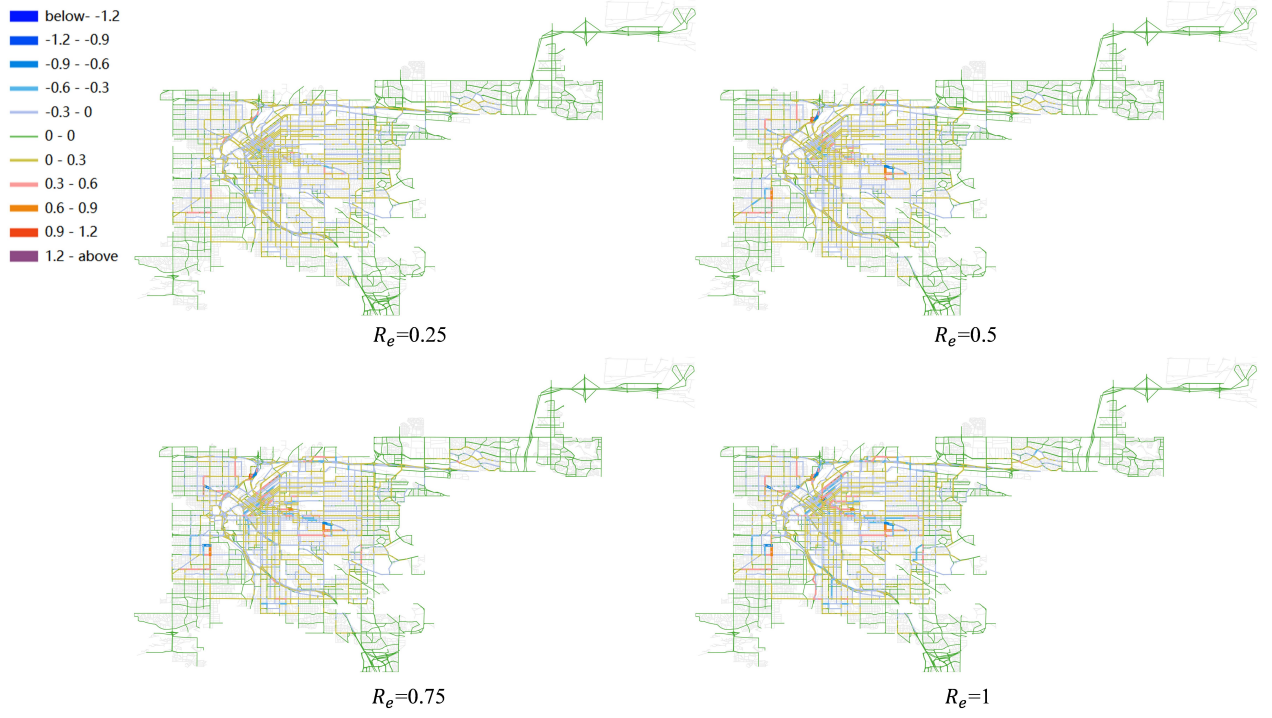 below- -1.2
-1.2 - -0.9
-0.9 - -0.6
-0.6 - -0.3
-0.3 - 0
0 - 0
0 - 0.3
0.3 - 0.6
0.6 - 0.9
0.9 - 1.2
1.2 - above
Re=0.25
Re=0.5
Re=0.75
Re=1